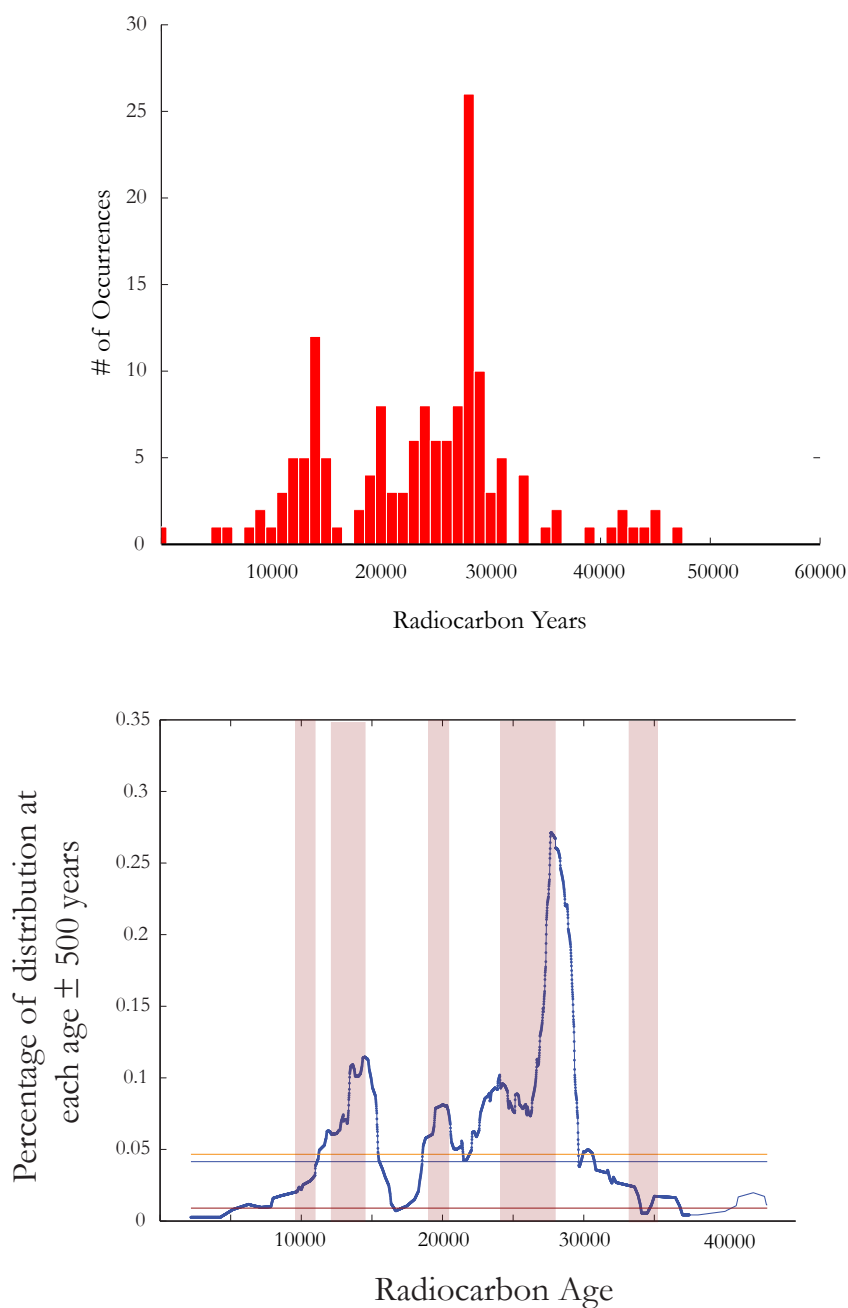 30
25
20
15
10
5
0
# of Occurrences
10000 20000 30000 40000 50000 60000
Radiocarbon Years
0.35
0.3
0.25
0.2
0.15
0.1
0.05
0
Percentage of distribution at
each age ± 500 years
10000 20000 30000 40000
Radiocarbon Age